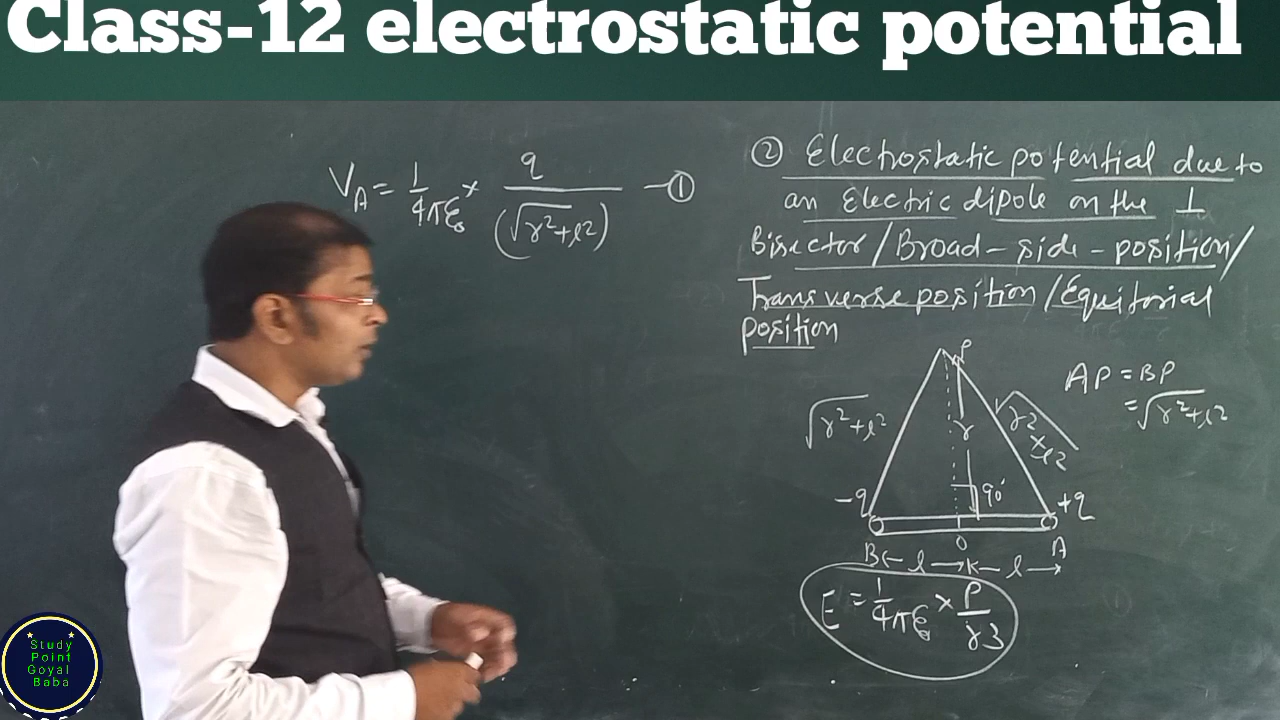 Class-12 electrostatic potential
V_A = 1/4πε₀ × q/(√r²+l²) —①
② Electrostatic potential due to
an Electric dipole on the ⊥
Bisector/Broad-side-position/
Transverse position/Equitorial
position
P
AP = BP
= √r²+l²
√r²+l²
r
r2
+l2
90°
-q
+q
O
B
A
l
l
E = 1/4πε₀ × P/r3
Study
Point
Goyal
Baba